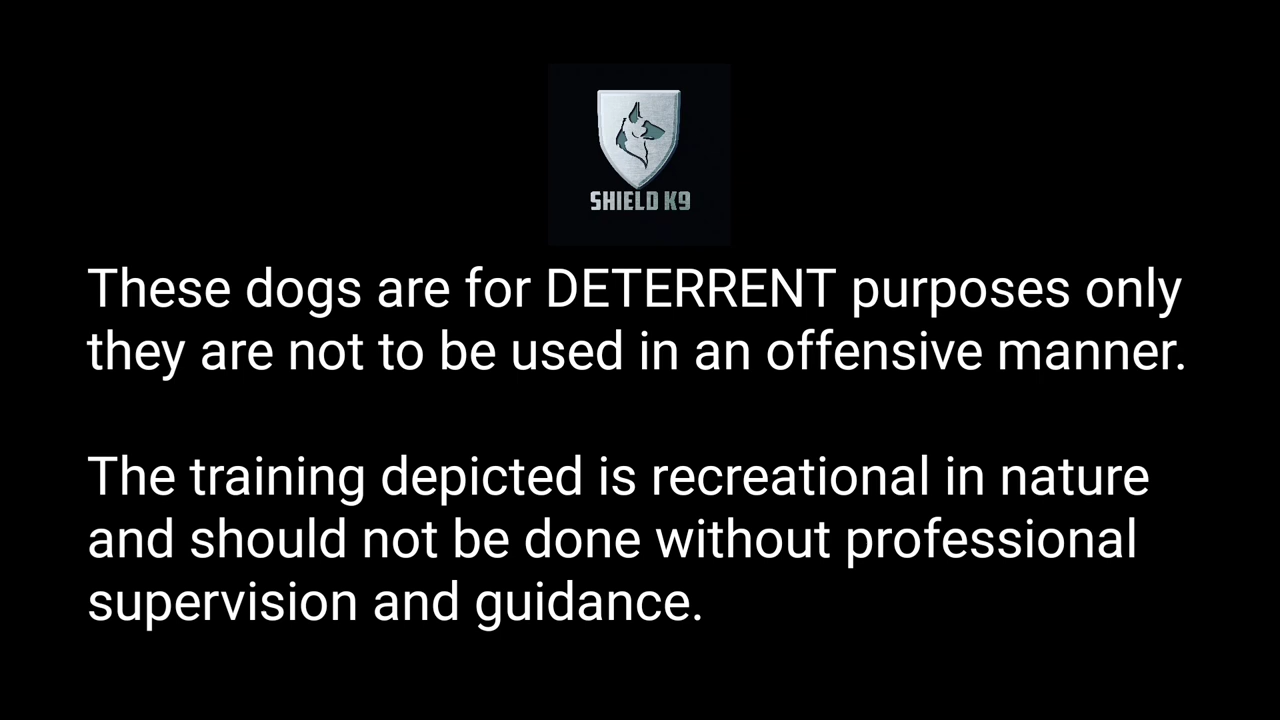 SHIELD K9
These dogs are for DETERRENT purposes only
they are not to be used in an offensive manner.
The training depicted is recreational in nature
and should not be done without professional
supervision and guidance.